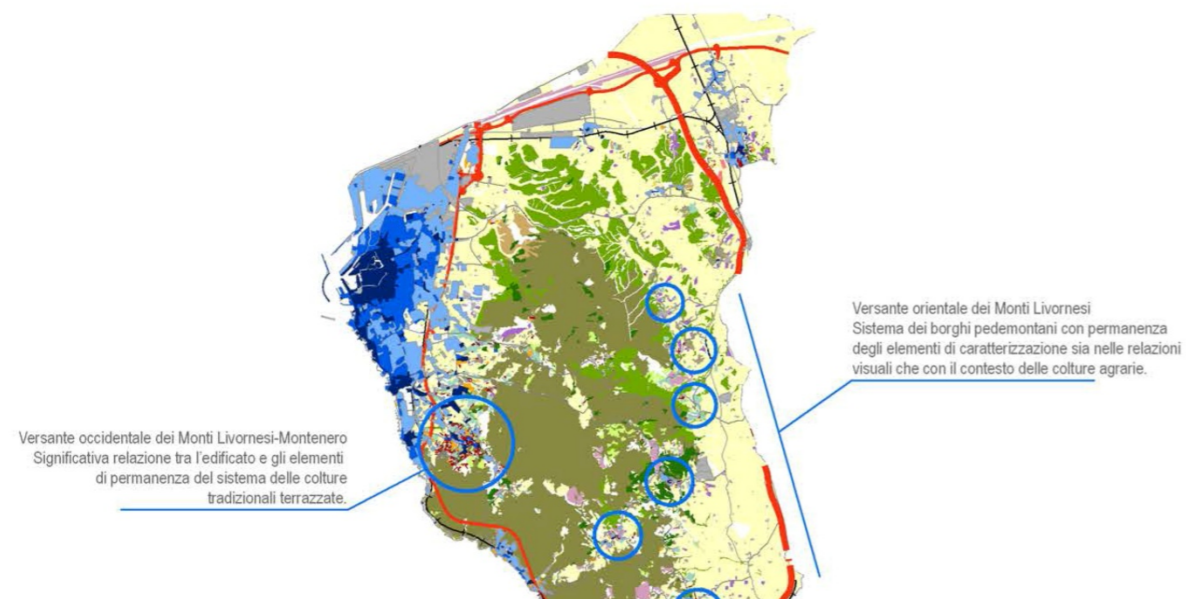 Versante orientale dei Monti Livornesi
Sistema dei borghi pedemontani con permanenza
degli elementi di caratterizzazione sia nelle relazioni
visuali che con il contesto delle colture agrarie.
Versante occidentale dei Monti Livornesi-Montenero
Significativa relazione tra l'edificato e gli elementi
di permanenza del sistema delle colture
tradizionali terrazzate.